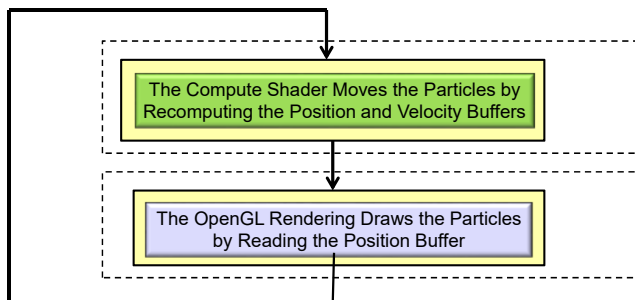 The Compute Shader Moves the Particles by
Recomputing the Position and Velocity Buffers
The OpenGL Rendering Draws the Particles
by Reading the Position Buffer